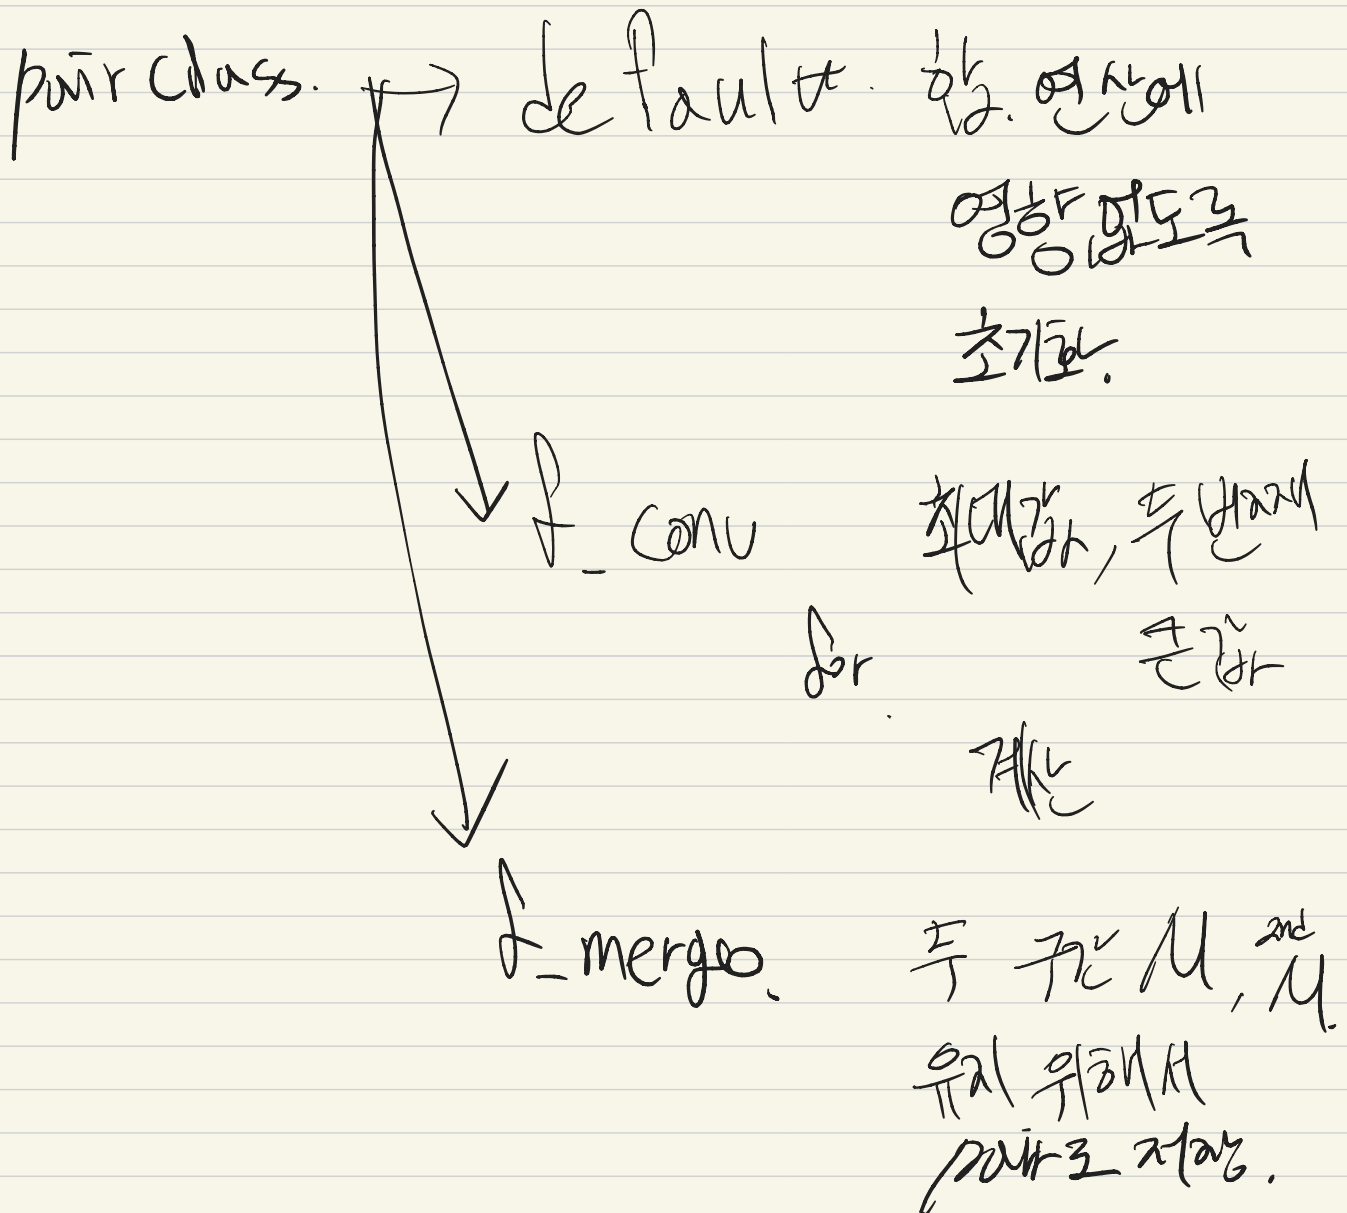 pair class. → default. 합. 연산에
영향 없도록
초기화.
f_conv 최대값, 두번재
for 큰값
계산
f_merge. 두 구간 M, 2nd M.
유지 위해서
pair로 저장.